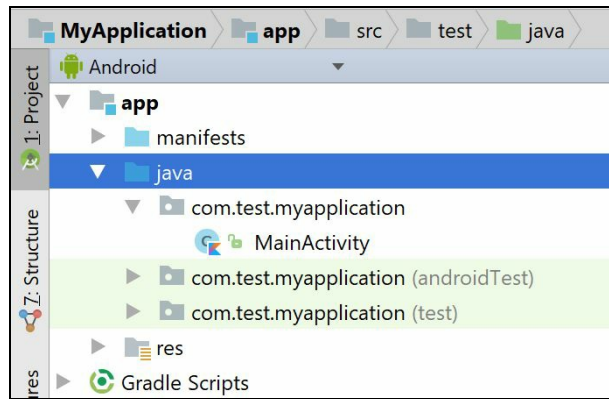 MyApplication app src test java
1: Project
Android
app
manifests
java
com.test.myapplication
MainActivity
7: Structure
com.test.myapplication (androidTest)
com.test.myapplication (test)
res
Gradle Scripts